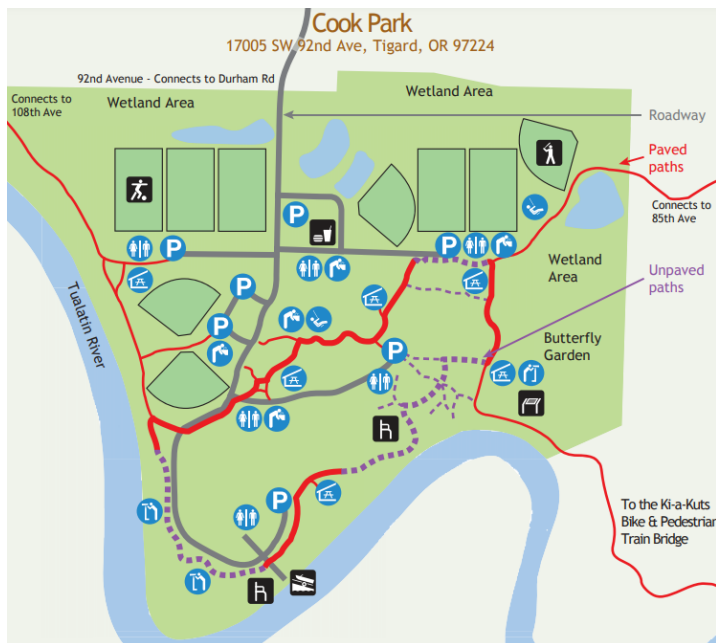 Cook Park
17005 SW 92nd Ave, Tigard, OR 97224
92nd Avenue - Connects to Durham Rd
Connects to
108th Ave
Wetland Area
Wetland Area
Roadway
Paved
paths
Connects to
85th Ave
Wetland
Area
Unpaved
paths
Butterfly
Garden
Tualatin River
To the Ki-a-Kuts
Bike & Pedestrian
Train Bridge
P
P
P
P
P
P
P